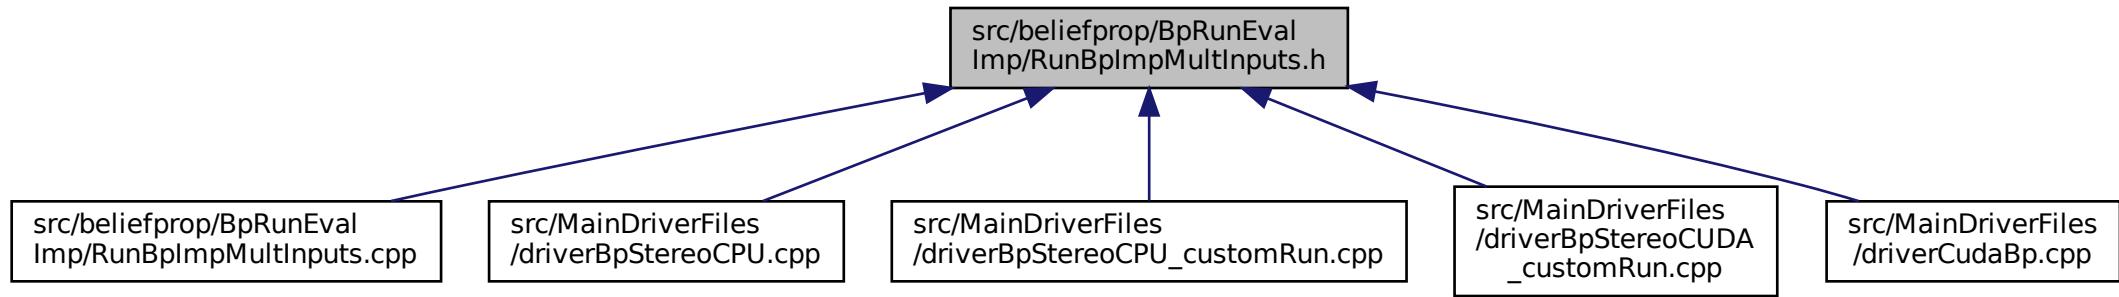 src/beliefprop/BpRunEval
Imp/RunBpImpMultInputs.h
src/beliefprop/BpRunEval
Imp/RunBpImpMultInputs.cpp
src/MainDriverFiles
/driverBpStereoCPU.cpp
src/MainDriverFiles
/driverBpStereoCPU_customRun.cpp
src/MainDriverFiles
/driverBpStereoCUDA
_customRun.cpp
src/MainDriverFiles
/driverCudaBp.cpp